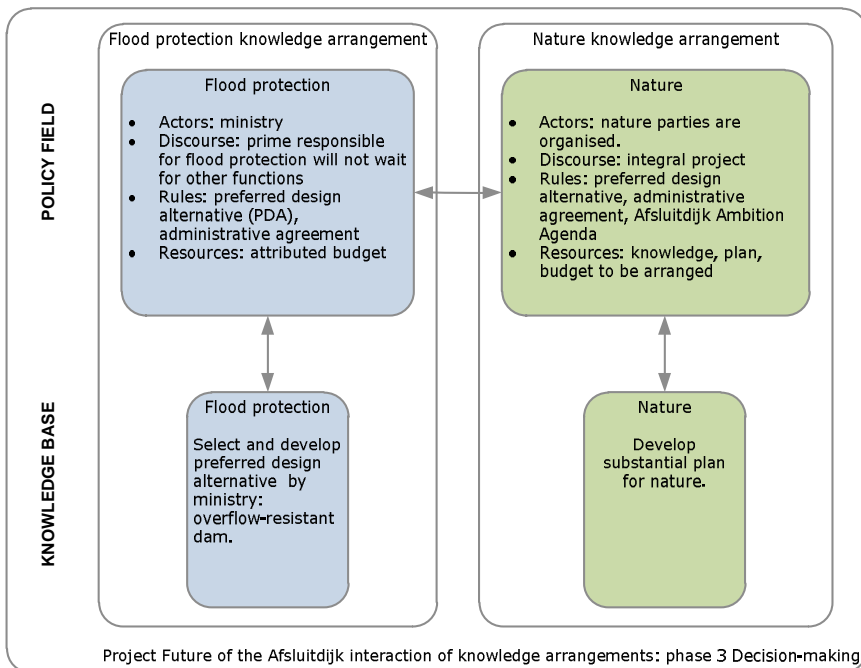 Flood protection knowledge arrangement
Flood protection
• Actors: ministry
• Discourse: prime responsible
for flood protection will not wait
for other functions
• Rules: preferred design
alternative (PDA),
administrative agreement
• Resources: attributed budget
Nature knowledge arrangement
Nature
• Actors: nature parties are
organised.
• Discourse: integral project
• Rules: preferred design
alternative, administrative
agreement, Afsluitdijk Ambition
Agenda
• Resources: knowledge, plan,
budget to be arranged
POLICY FIELD
Flood protection
Select and develop
preferred design
alternative by
ministry:
overflow-resistant
dam.
Nature
Develop
substantial plan
for nature.
KNOWLEDGE BASE
Project Future of the Afsluitdijk interaction of knowledge arrangements: phase 3 Decision-making